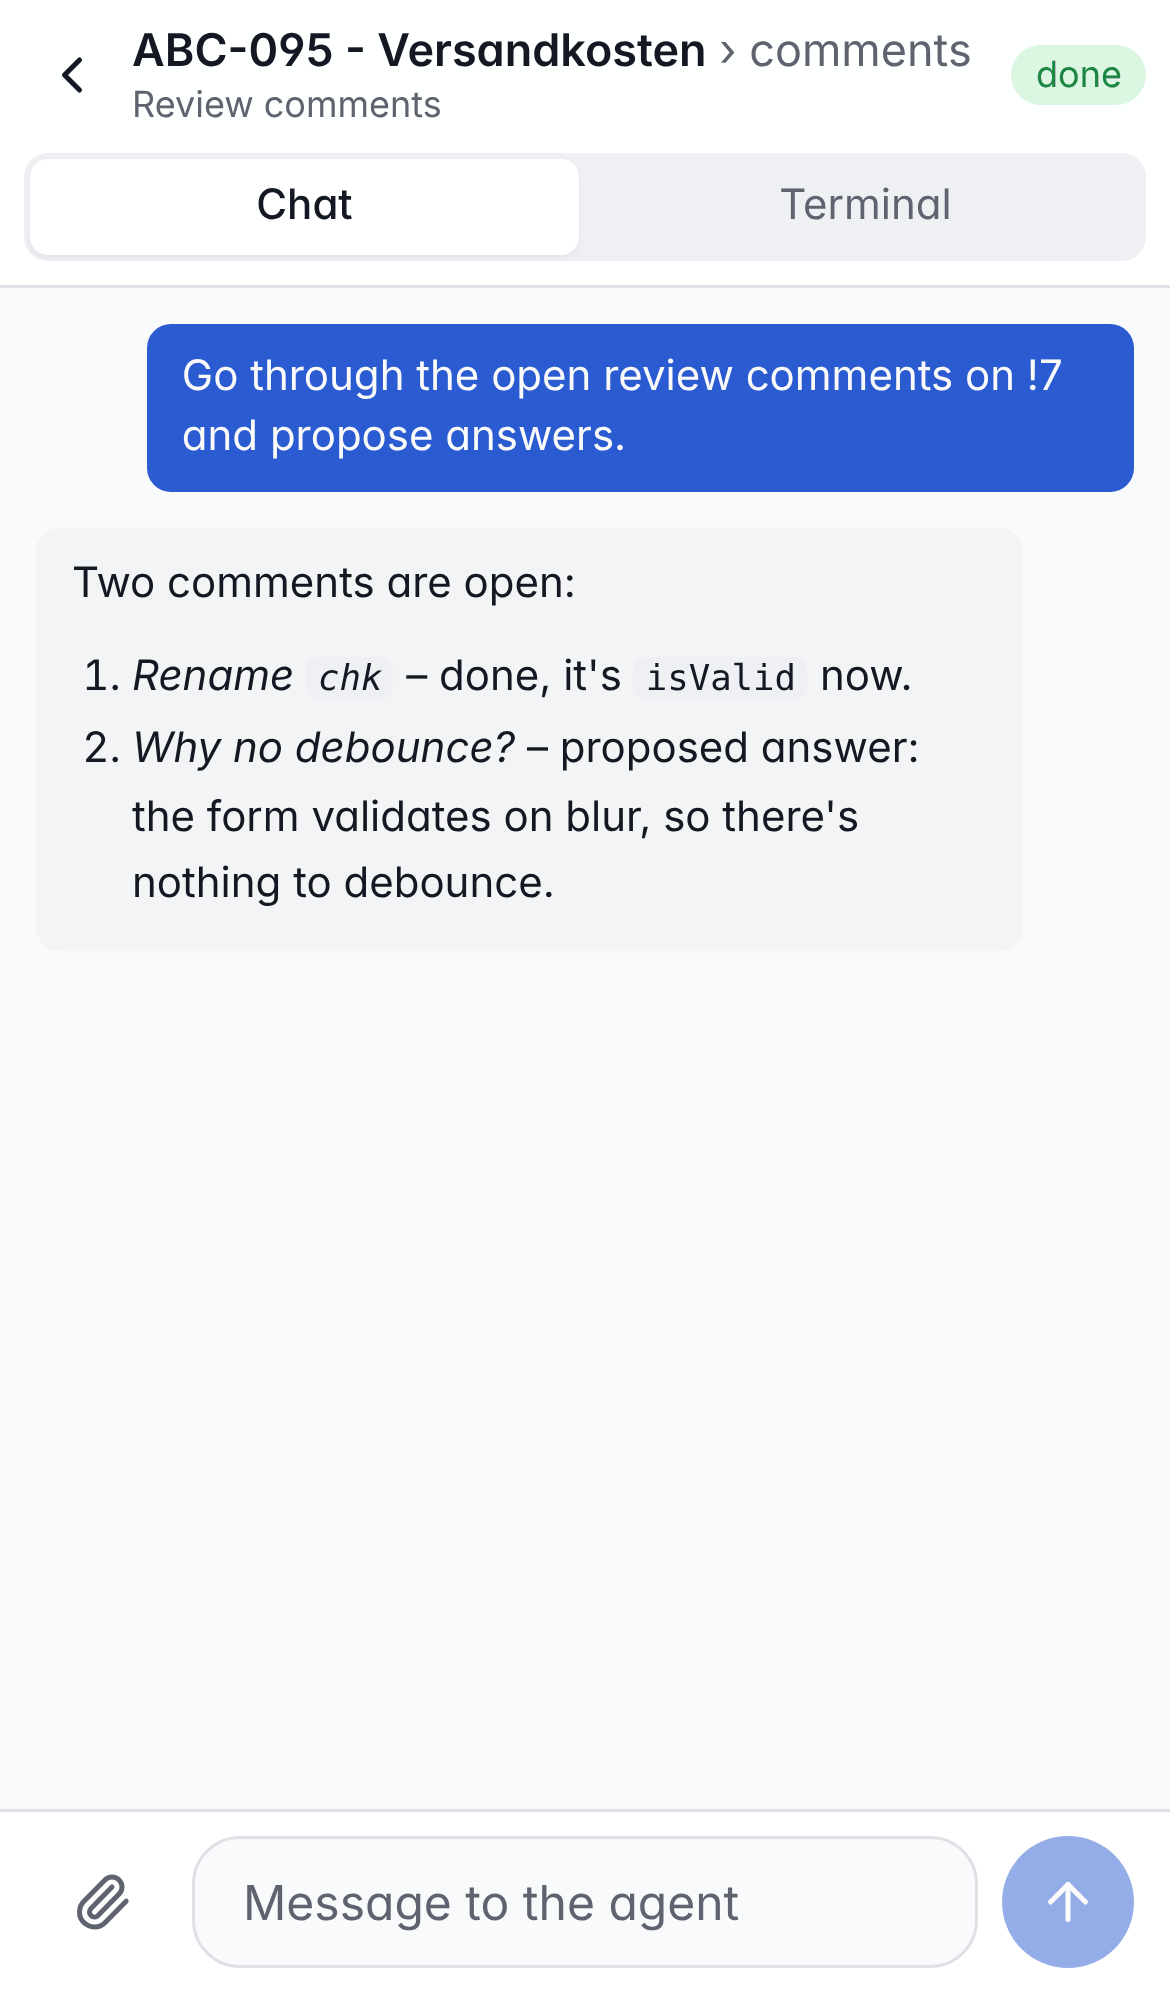 ABC-095 - Versandkosten › comments
Review comments
done
Chat
Terminal
Go through the open review comments on !7
and propose answers.
Two comments are open:
1. Rename chk – done, it's isValid now.
2. Why no debounce? – proposed answer:
the form validates on blur, so there's
nothing to debounce.
Message to the agent